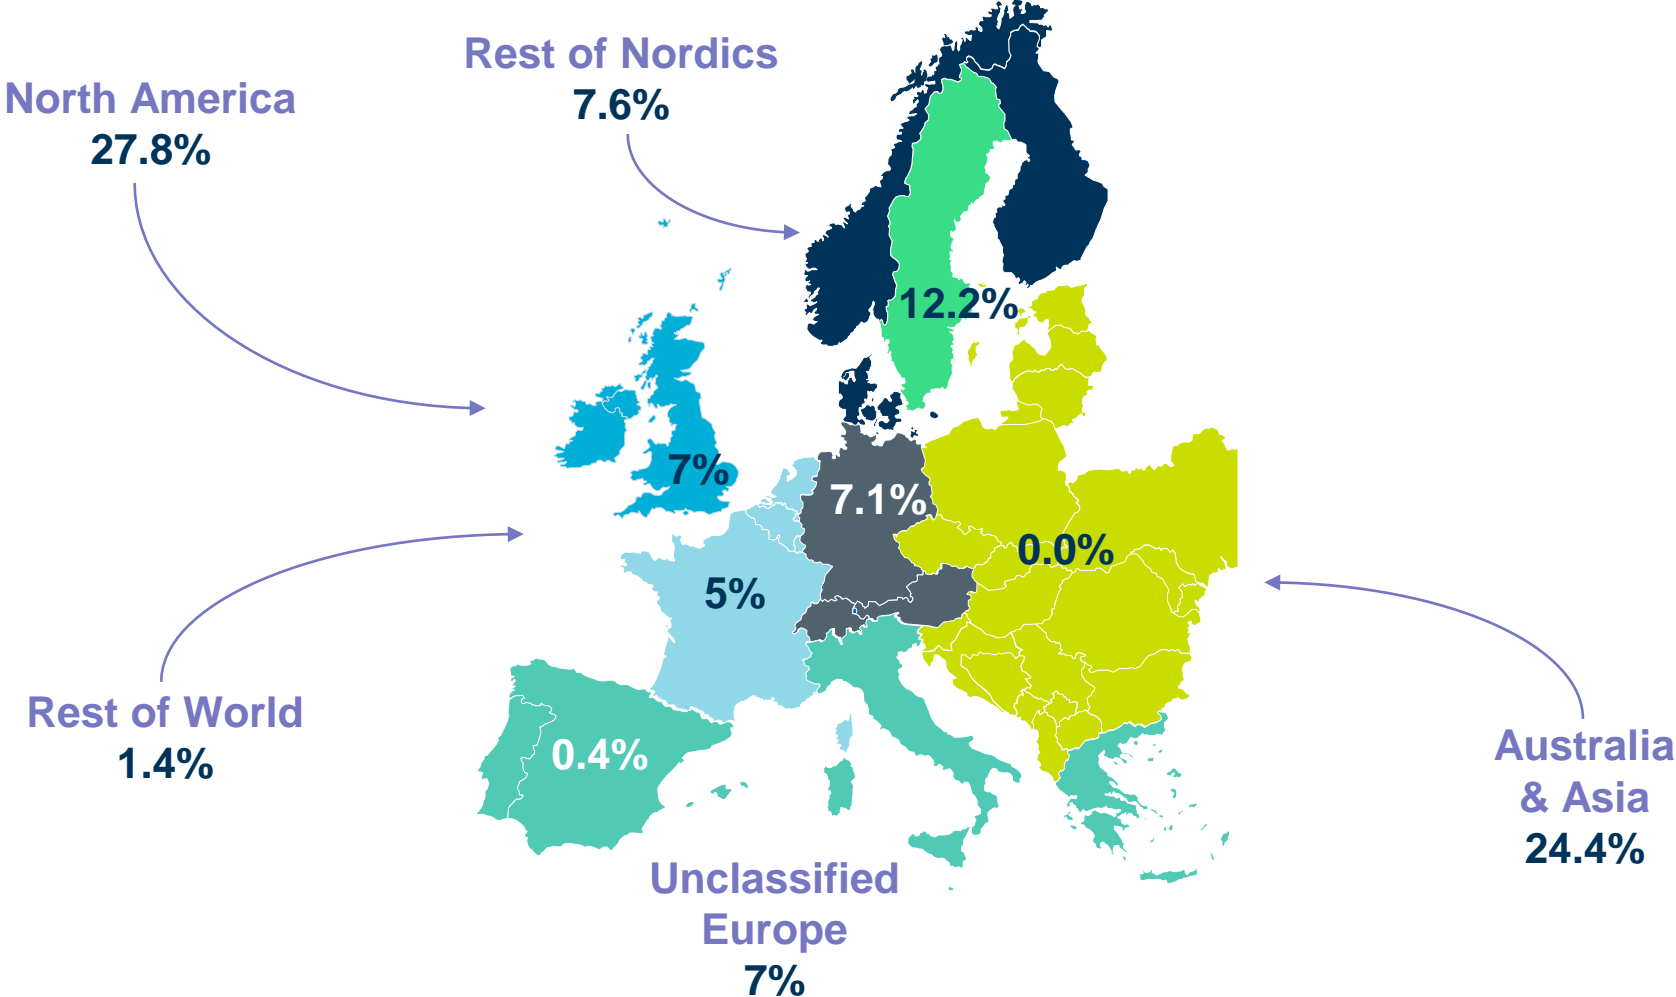 Rest of Nordics
7.6%
North America
27.8%
12.2%
7%
7.1%
0.0%
5%
Rest of World
1.4%
0.4%
Australia
& Asia
24.4%
Unclassified
Europe
7%